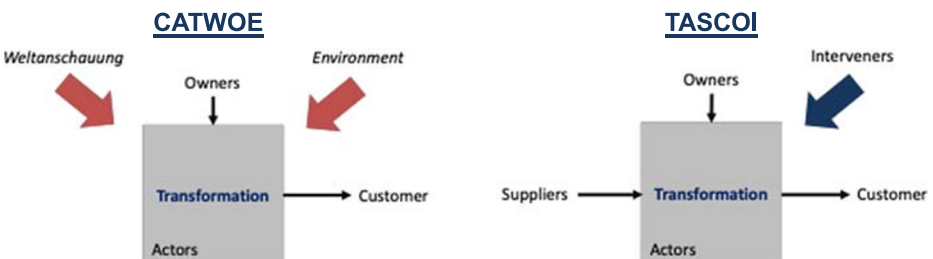 CATWOE
Weltanschauung
Environment
Owners
Transformation
Customer
Actors
TASCOI
Interveners
Owners
Suppliers
Transformation
Customer
Actors